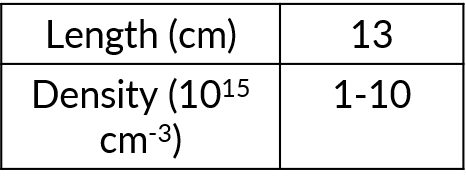 Length (cm) 13
Density (10¹⁵ 1-10
cm⁻³)